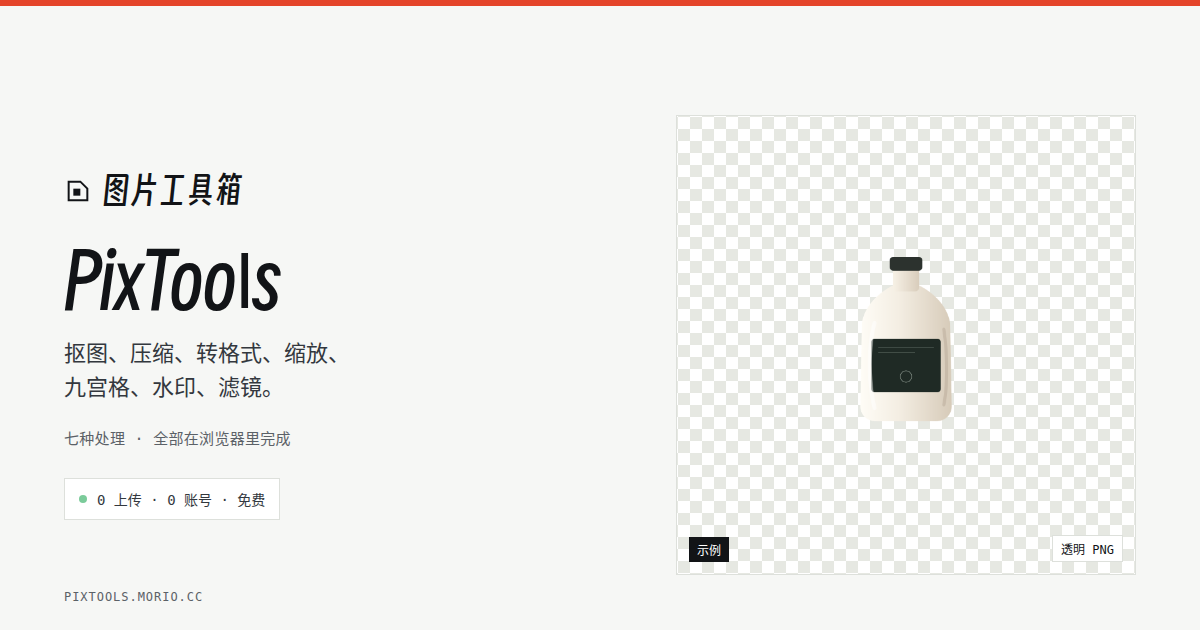 图片工具箱
PixTools
抠图、压缩、转格式、缩放、
九宫格、水印、滤镜。
七种处理 · 全部在浏览器里完成
0 上传 · 0 账号 · 免费
PIXTOOLS.MORIO.CC
示例
透明 PNG